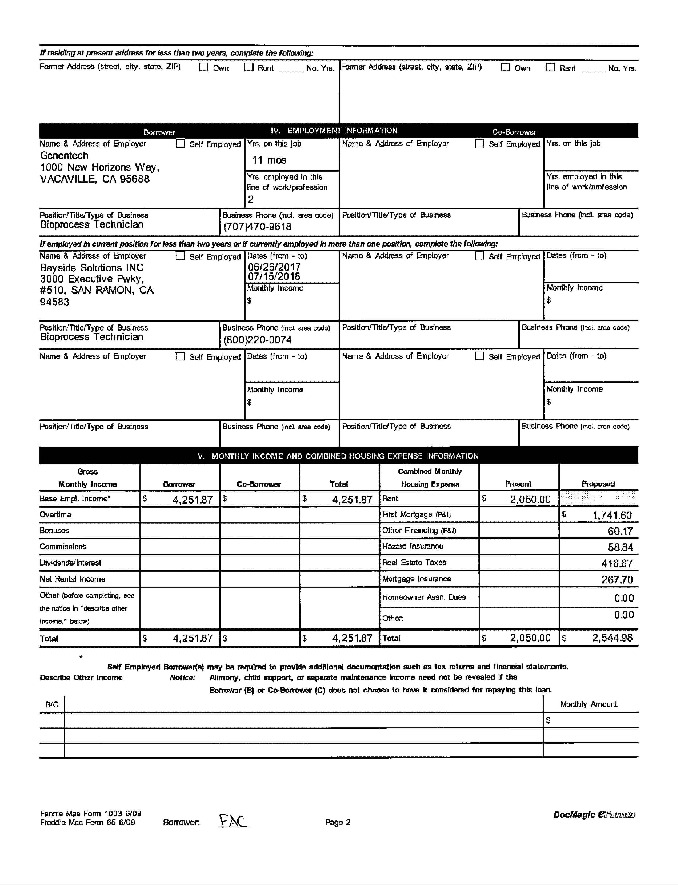 If residing at present address for less than two years, complete the following:
Former Address (street, city, state, ZIP) Own Rent No. Yrs. Former Address (street, city, state, ZIP) Own Rent No. Yrs.
Borrower IV. EMPLOYMENT INFORMATION Co-Borrower
Name & Address of Employer Self Employed Yrs. on this job Name & Address of Employer Self Employed Yrs. on this job
Genentech
1000 New Horizons Way, 11 mos
VACAVILLE, CA 95688 Yrs. employed in this Yrs. employed in this
line of work/profession line of work/profession
2
Position/Title/Type of Business Business Phone (incl. area code) Position/Title/Type of Business Business Phone (incl. area code)
Bioprocess Technician (707)470-9618
If employed in current position for less than two years or if currently employed in more than one position, complete the following:
Name & Address of Employer Self Employed Dates (from - to) Name & Address of Employer Self Employed Dates (from - to)
Bayside Solutions INC 06/26/2017
3000 Executive Pwky, 07/16/2018
#510, SAN RAMON, CA Monthly Income Monthly Income
94583 $ $
Position/Title/Type of Business Business Phone (incl. area code) Position/Title/Type of Business Business Phone (incl. area code)
Bioprocess Technician (800)220-0074
Name & Address of Employer Self Employed Dates (from - to) Name & Address of Employer Self Employed Dates (from - to)
Monthly Income Monthly Income
$ $
Position/Title/Type of Business Business Phone (incl. area code) Position/Title/Type of Business Business Phone (incl. area code)
V. MONTHLY INCOME AND COMBINED HOUSING EXPENSE INFORMATION
Gross Combined Monthly
Monthly Income Borrower Co-Borrower Total Housing Expense Present Proposed
Base Empl. Income* $ 4,251.87 $ $ 4,251.87 Rent $ 2,050.00
Overtime First Mortgage (P&I) $ 1,741.60
Bonuses Other Financing (P&I) 60.17
Commissions Hazard Insurance 58.84
Dividends/Interest Real Estate Taxes 416.67
Net Rental Income Mortgage Insurance 267.70
Other (before completing, see Homeowner Assn. Dues 0.00
the notice in "describe other
income," below) Other: 0.00
Total $ 4,251.87 $ $ 4,251.87 Total $ 2,050.00 $ 2,544.98
*
Self Employed Borrower(s) may be required to provide additional documentation such as tax returns and financial statements.
Describe Other Income Notice: Alimony, child support, or separate maintenance income need not be revealed if the
Borrower (B) or Co-Borrower (C) does not choose to have it considered for repaying this loan.
B/C Monthly Amount
$
Fannie Mae Form 1003 6/09
Freddie Mac Form 65 6/09 Borrower: FAC Page 2
DocMagic